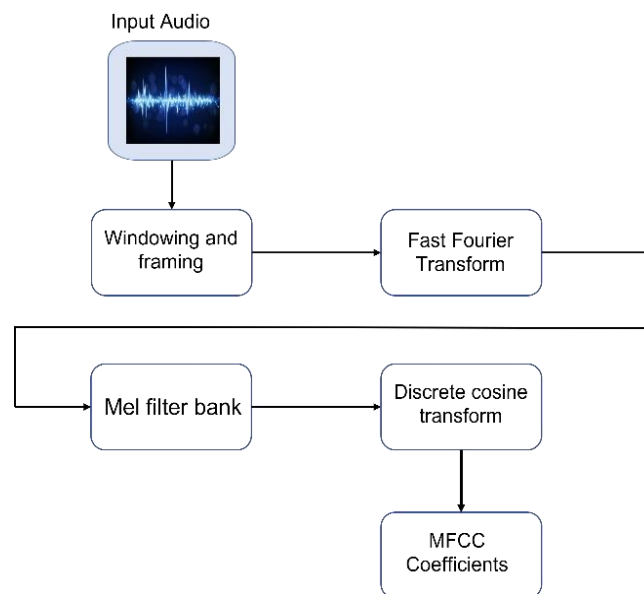 Input Audio
Windowing and
framing
Fast Fourier
Transform
Mel filter bank
Discrete cosine
transform
MFCC
Coefficients